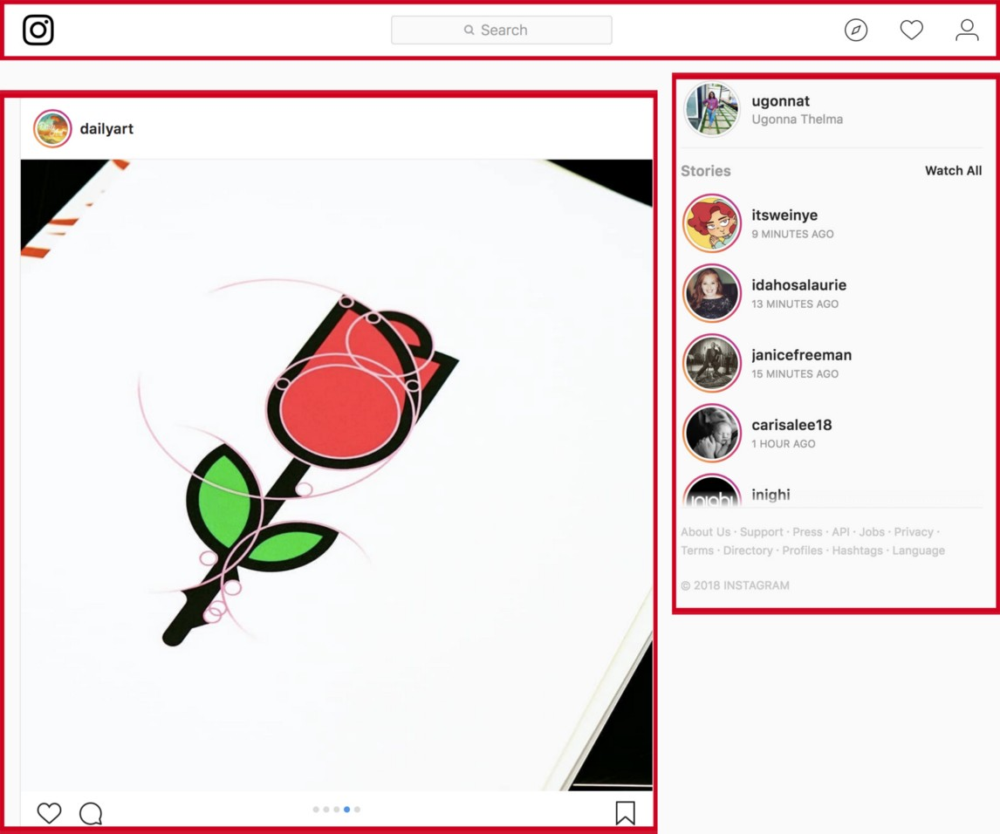 Search
dailyart
ugonnat
Ugonna Thelma
Stories
Watch All
itsweinye
9 MINUTES AGO
idahosalaurie
13 MINUTES AGO
janicefreeman
15 MINUTES AGO
carisalee18
1 HOUR AGO
inighi
inighi
About Us · Support · Press · API · Jobs · Privacy ·
Terms · Directory · Profiles · Hashtags · Language
© 2018 INSTAGRAM